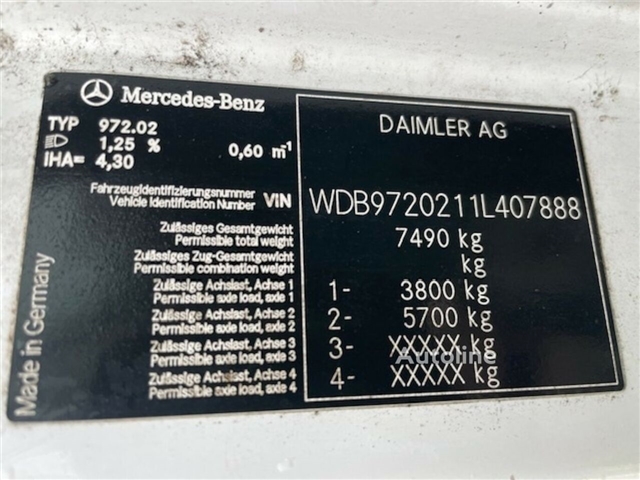 Mercedes-Benz
TYP 972.02
1,25 % 0,60 m⁻¹
IHA= 4,30
DAIMLER AG
Fahrzeugidentifizierungsnummer
Vehicle Identification Number VIN WDB9720211L407888
Zulässiges Gesamtgewicht
Permissible total weight 7490 kg
Zulässiges Zug-Gesamtgewicht
Permissible combination weight kg
Zulässige Achslast, Achse 1
Permissible axle load, axle 1 1- 3800 kg
Zulässige Achslast, Achse 2
Permissible axle load, axle 2 2- 5700 kg
Zulässige Achslast, Achse 3
Permissible axle load, axle 3 3- XXXXX kg
Zulässige Achslast, Achse 4
Permissible axle load, axle 4 4- XXXXX kg
Made in Germany
Autoline